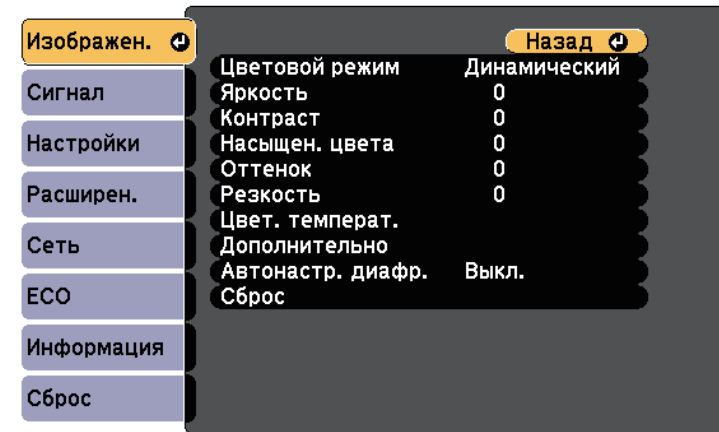 Изображен.
Сигнал
Настройки
Расширен.
Сеть
ECO
Информация
Сброс
Назад
Цветовой режим Динамический
Яркость 0
Контраст 0
Насыщен. цвета 0
Оттенок 0
Резкость 0
Цвет. температ.
Дополнительно
Автонастр. диафр. Выкл.
Сброс